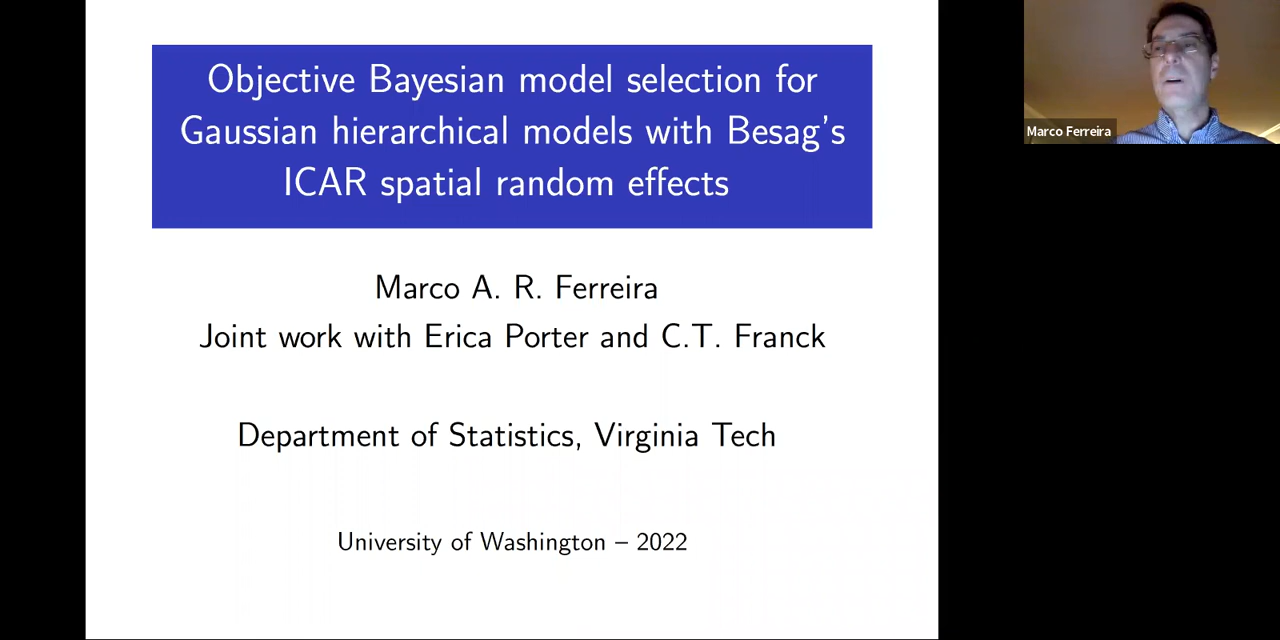 Objective Bayesian model selection for
Gaussian hierarchical models with Besag's
ICAR spatial random effects
Marco A. R. Ferreira
Joint work with Erica Porter and C.T. Franck
Department of Statistics, Virginia Tech
University of Washington – 2022
Marco Ferreira